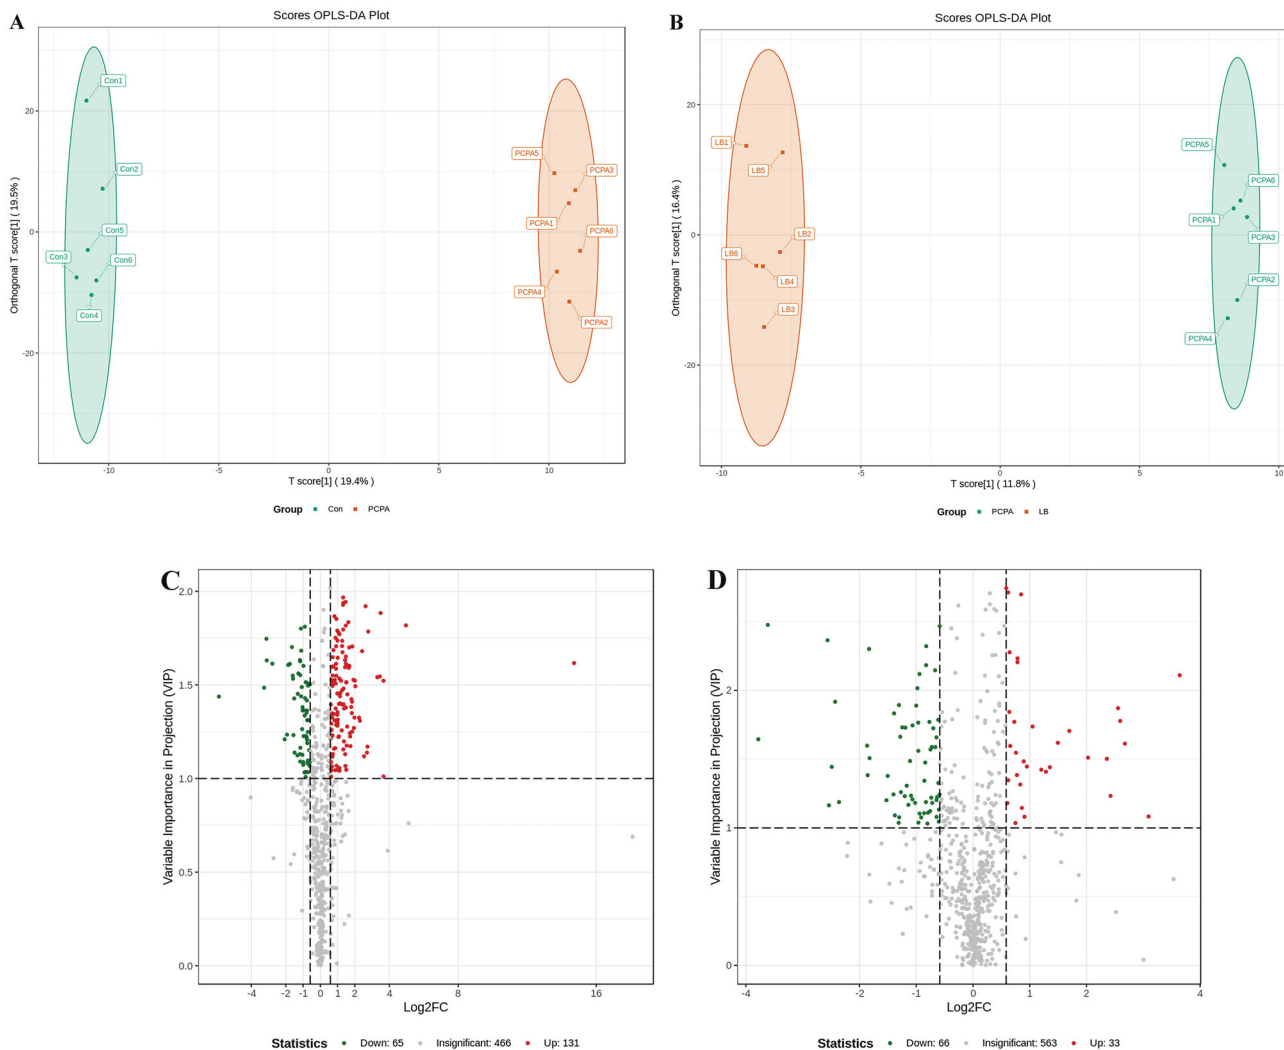 A
Scores OPLS-DA Plot
Orthogonal T score[1] ( 19.5% )
20
0
-20
Con1
Con2
Con5
Con3
Con6
Con4
PCPA5
PCPA3
PCPA1
PCPA6
PCPA4
PCPA2
-10
-5
0
5
10
T score[1] ( 19.4% )
Group Con PCPA
B
Scores OPLS-DA Plot
Orthogonal T score[1] ( 16.4% )
20
0
-20
LB1
LB5
LB2
LB6
LB4
LB3
PCPA5
PCPA6
PCPA1
PCPA3
PCPA2
PCPA4
-10
-5
0
5
10
T score[1] ( 11.8% )
Group PCPA LB
C
Variable Importance in Projection (VIP)
2.0
1.5
1.0
0.5
0.0
-4 -2 -1 0 1 2 4 8 16
Log2FC
Statistics Down: 65 Insignificant: 466 Up: 131
D
Variable Importance in Projection (VIP)
2
1
0
-4 -2 -1 0 1 2 4
Log2FC
Statistics Down: 66 Insignificant: 563 Up: 33